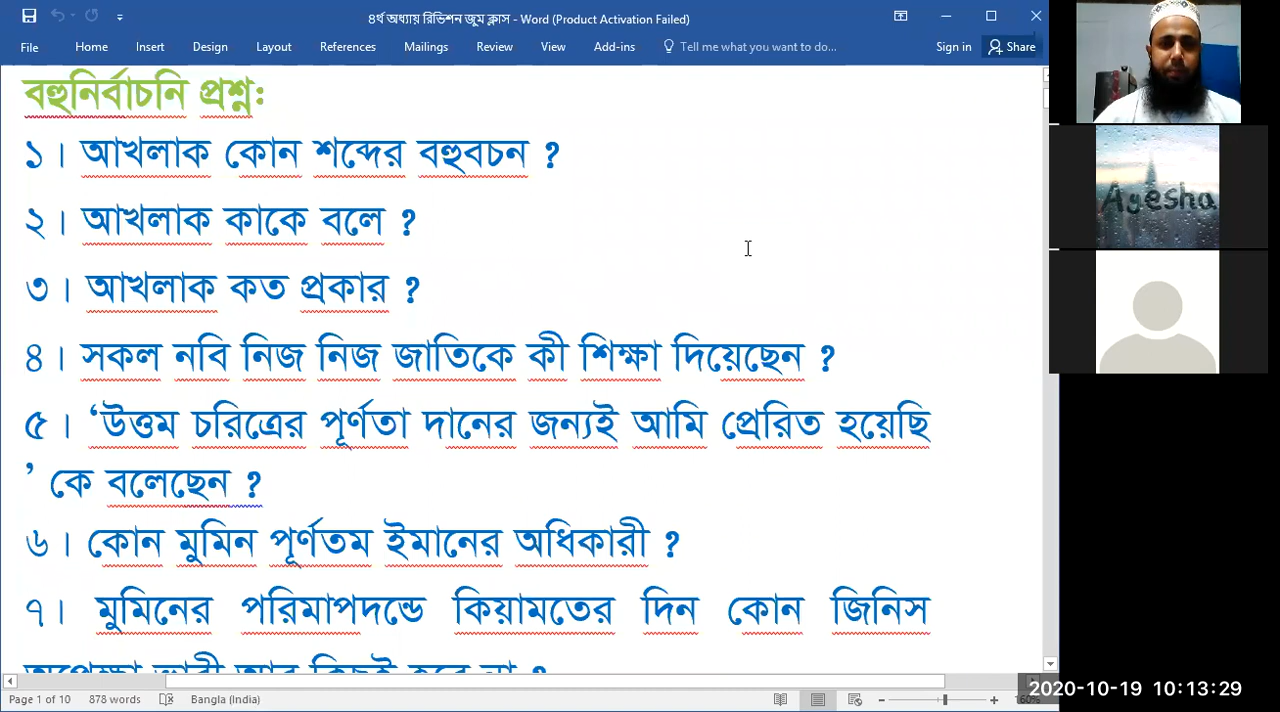 ৪র্থ অধ্যায় রিভিশন জুম ক্লাস - Word (Product Activation Failed)
File Home Insert Design Layout References Mailings Review View Add-ins Tell me what you want to do... Sign in Share
বহুনির্বাচনি প্রশ্ন:
১। আখলাক কোন শব্দের বহুবচন ?
২। আখলাক কাকে বলে ?
৩। আখলাক কত প্রকার ?
৪। সকল নবি নিজ নিজ জাতিকে কী শিক্ষা দিয়েছেন ?
৫। ‘উত্তম চরিত্রের পূর্ণতা দানের জন্যই আমি প্রেরিত হয়েছি
’ কে বলেছেন ?
৬। কোন মুমিন পূর্ণতম ইমানের অধিকারী ?
৭। মুমিনের পরিমাপদন্ডে কিয়ামতের দিন কোন জিনিস
অপেক্ষা ভারী আর কিছুই হবে না ?
Ayesha
Page 1 of 10 878 words Bangla (India)
2020-10-19 10:13:29